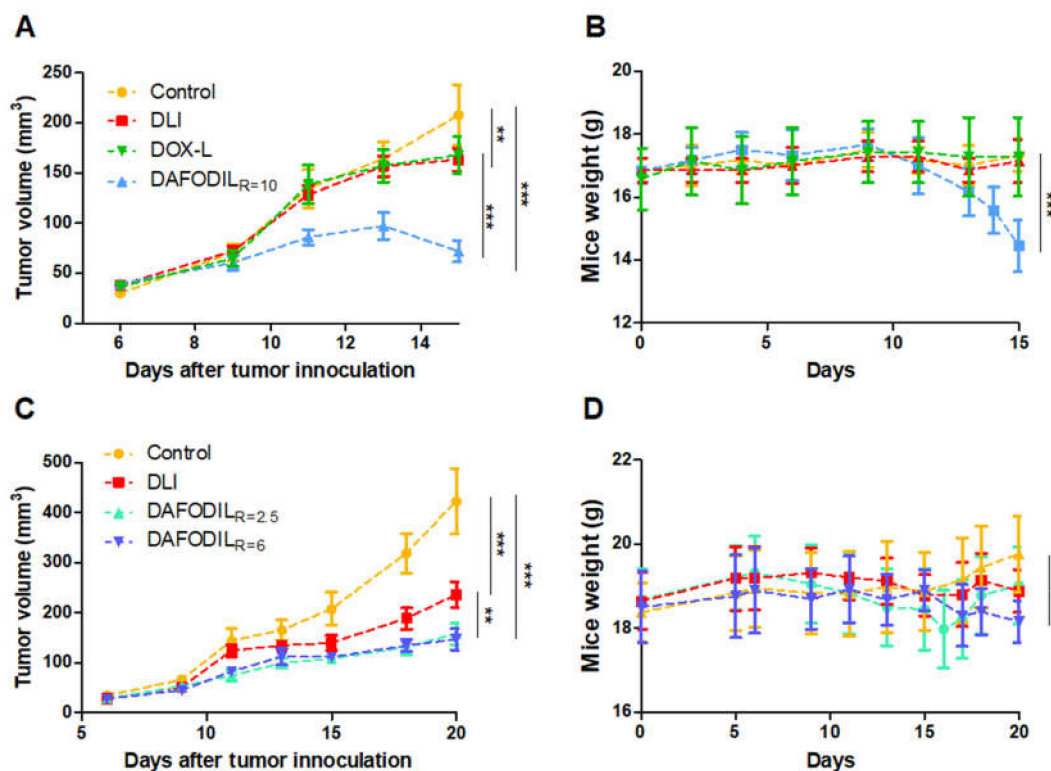 A
Tumor volume (mm³)
250
200
150
100
50
0
Control
DLI
DOX-L
DAFODIL R=10
**
***
***
6
8
10
12
14
Days after tumor innoculation
B
Mice weight (g)
20
18
16
14
12
***
0
5
10
15
Days
C
Tumor volume (mm³)
500
400
300
200
100
0
Control
DLI
DAFODIL R=2.5
DAFODIL R=6
***
***
**
5
10
15
20
Days after tumor innoculation
D
Mice weight (g)
22
20
18
16
0
5
10
15
20
Days